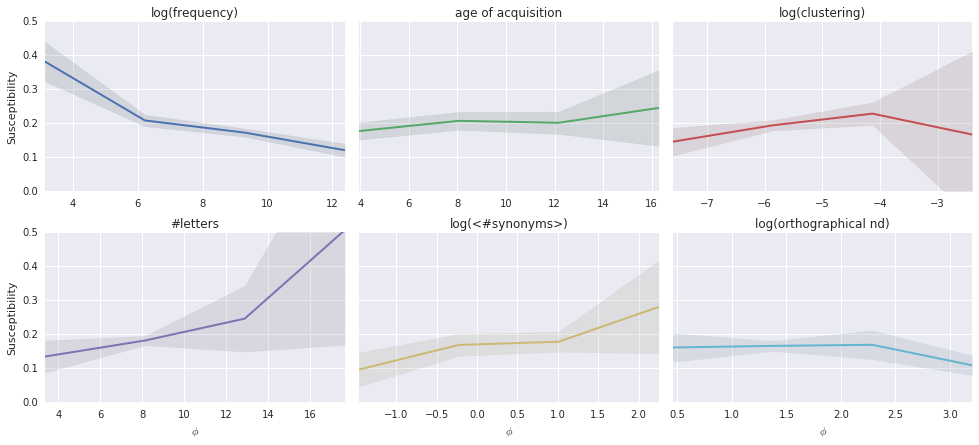 log(frequency) age of acquisition log(clustering)
Susceptibility
0.5
0.4
0.3
0.2
0.1
0.0
4 6 8 10 12
4 6 8 10 12 14 16
−7 −6 −5 −4 −3
#letters log(<#synonyms>) log(orthographical nd)
Susceptibility
0.5
0.4
0.3
0.2
0.1
0.0
4 6 8 10 12 14 16
−1.0 −0.5 0.0 0.5 1.0 1.5 2.0
0.5 1.0 1.5 2.0 2.5 3.0
ϕ ϕ ϕ